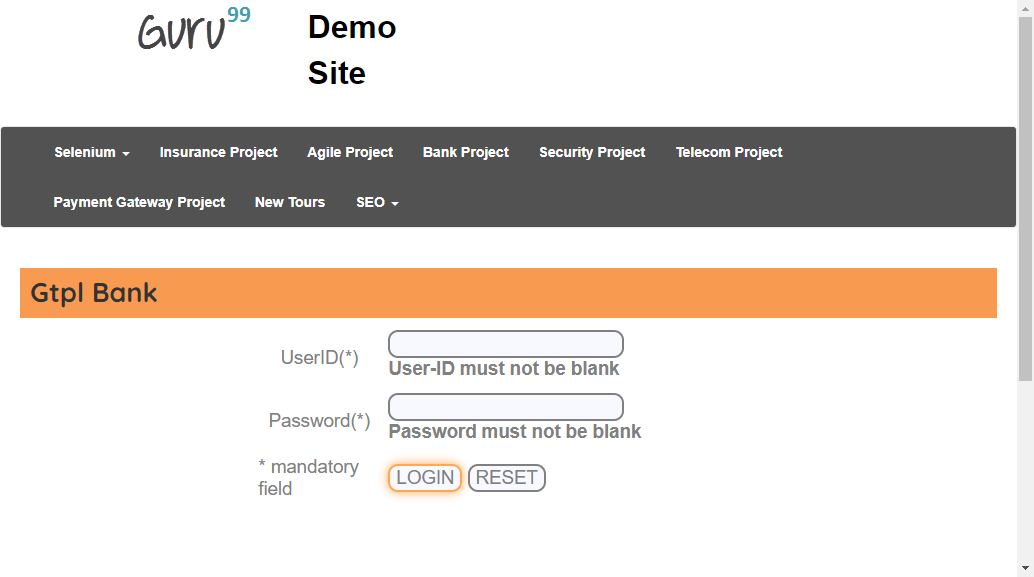 Guru99
Demo
Site
Selenium Insurance Project Agile Project Bank Project Security Project Telecom Project
Payment Gateway Project New Tours SEO
Gtpl Bank
UserID(*)
User-ID must not be blank
Password(*)
Password must not be blank
* mandatory
field
LOGIN RESET